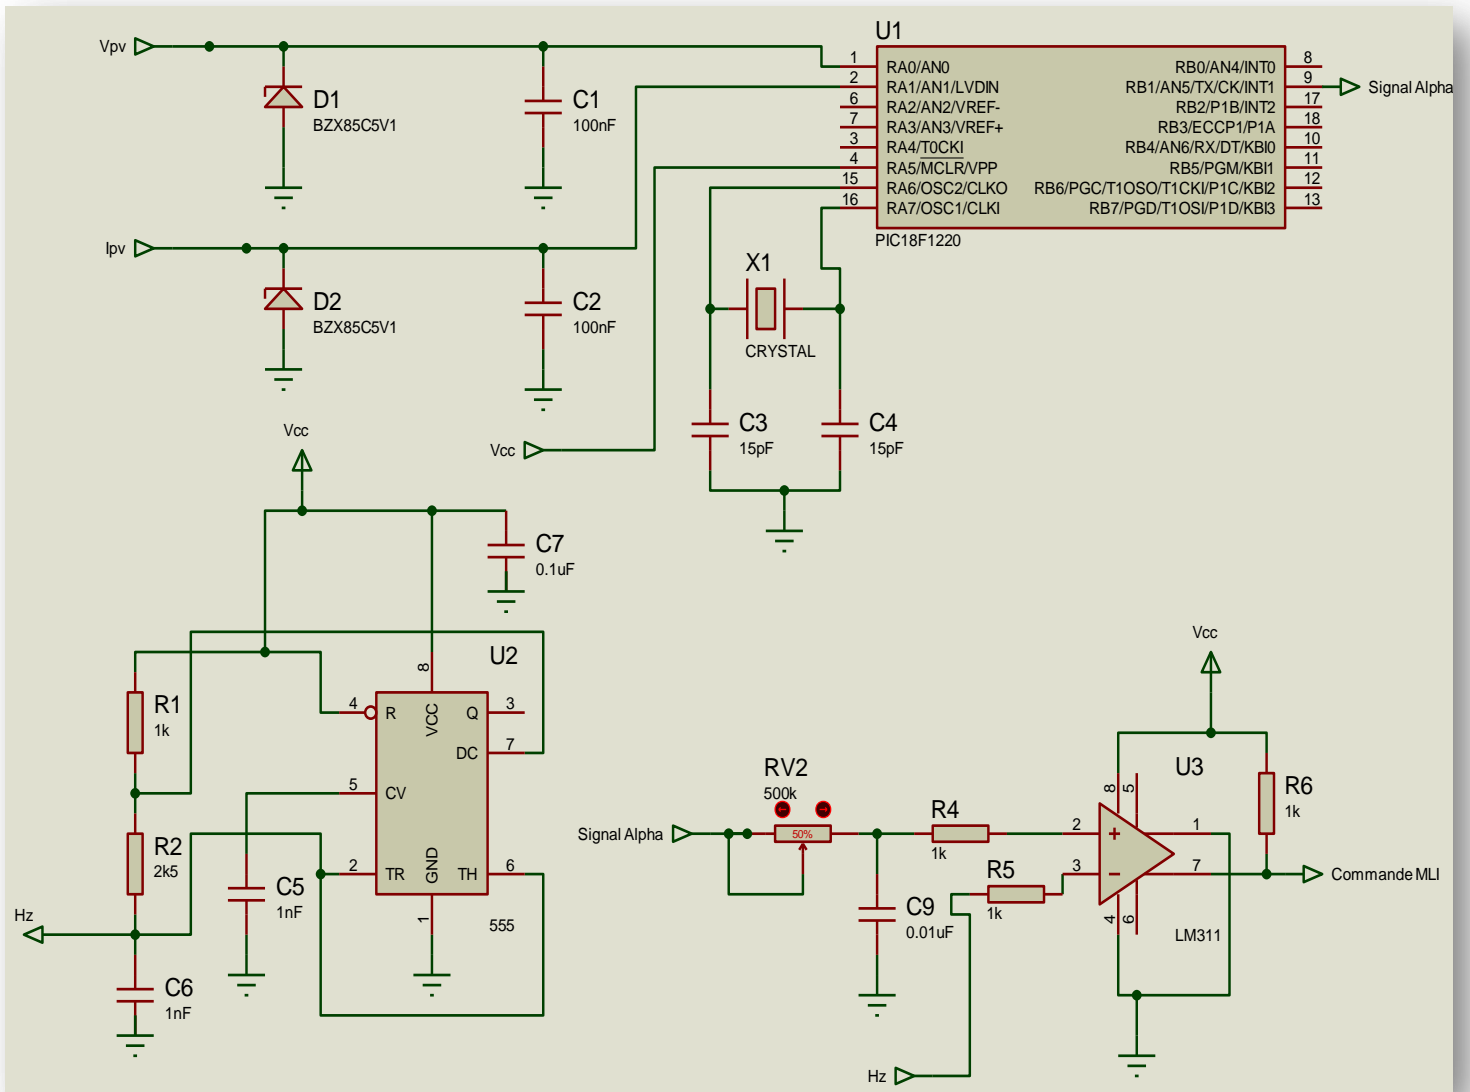 Vpv
D1
BZX85C5V1
C1
100nF
U1
1
2
6
7
3
4
15
16
RA0/AN0
RA1/AN1/LVDIN
RA2/AN2/VREF-
RA3/AN3/VREF+
RA4/T0CKI
RA5/MCLR/VPP
RA6/OSC2/CLKO
RA7/OSC1/CLKI
RB0/AN4/INT0
RB1/AN5/TX/CK/INT1
RB2/P1B/INT2
RB3/ECCP1/P1A
RB4/AN6/RX/DT/KBI0
RB5/PGM/KBI1
RB6/PGC/T1OSO/T1CKI/P1C/KBI2
RB7/PGD/T1OSI/P1D/KBI3
8
9
17
18
10
11
12
13
Signal Alpha
PIC18F1220
Ipv
D2
BZX85C5V1
C2
100nF
X1
CRYSTAL
C3
15pF
C4
15pF
Vcc
Vcc
C7
0.1uF
R1
1k
R2
2k5
Hz
C6
1nF
C5
1nF
U2
8
4
R
VCC
Q
3
DC
7
5
CV
2
TR
GND
TH
6
1
555
Signal Alpha
RV2
500k
50%
R4
1k
R5
1k
C9
0.01uF
Hz
Vcc
U3
8
5
2
+
3
-
4
6
1
7
LM311
R6
1k
Commande MLI